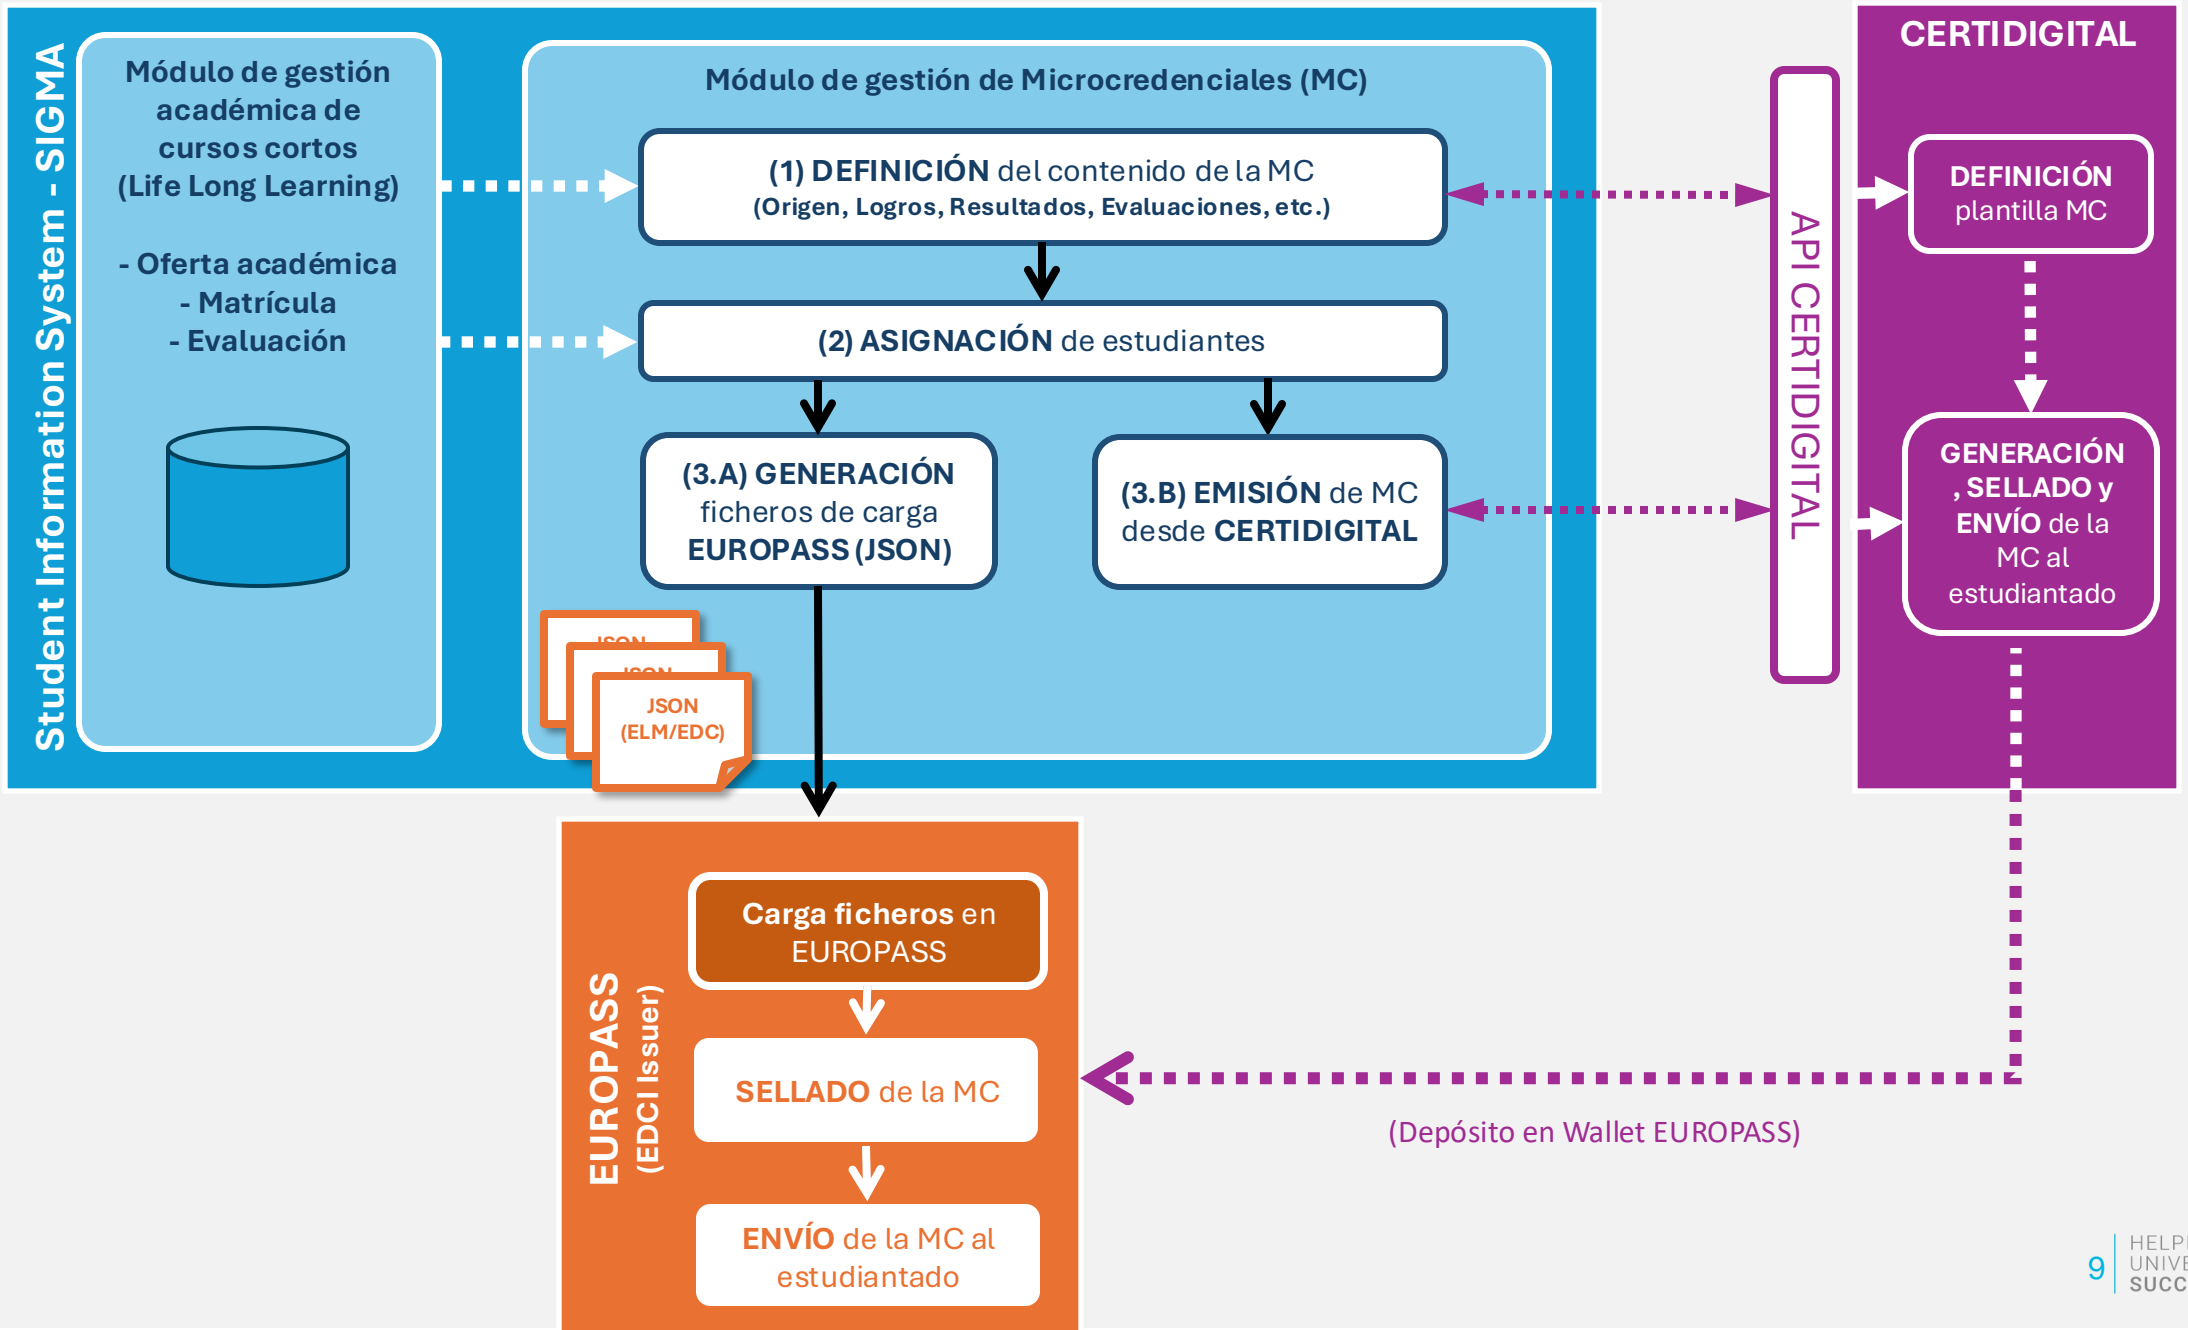 Student Information System - SIGMA
Módulo de gestión
académica de
cursos cortos
(Life Long Learning)
- Oferta académica
- Matrícula
- Evaluación
Módulo de gestión de Microcredenciales (MC)
(1) DEFINICIÓN del contenido de la MC
(Origen, Logros, Resultados, Evaluaciones, etc.)
(2) ASIGNACIÓN de estudiantes
(3.A) GENERACIÓN
ficheros de carga
EUROPASS (JSON)
(3.B) EMISIÓN de MC
desde CERTIDIGITAL
JSON
JSON
JSON
(ELM/EDC)
API CERTIDIGITAL
CERTIDIGITAL
DEFINICIÓN
plantilla MC
GENERACIÓN
, SELLADO y
ENVÍO de la
MC al
estudiantado
EUROPASS
(EDCI Issuer)
Carga ficheros en
EUROPASS
SELLADO de la MC
ENVÍO de la MC al
estudiantado
(Depósito en Wallet EUROPASS)
9